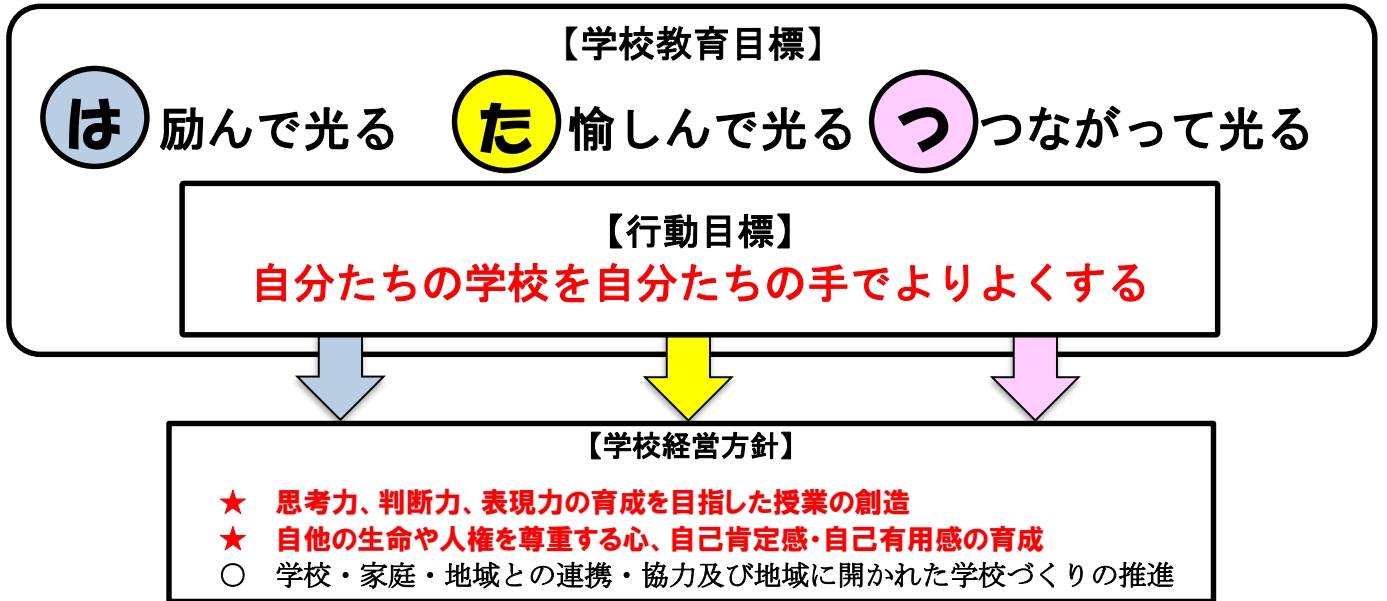 【学校教育目標】
は 励んで光る た 愉しんで光る つ つながって光る
【行動目標】
自分たちの学校を自分たちの手でよりよくする
【学校経営方針】
★ 思考力、判断力、表現力の育成を目指した授業の創造
★ 自他の生命や人権を尊重する心、自己肯定感・自己有用感の育成
○ 学校・家庭・地域との連携・協力及び地域に開かれた学校づくりの推進